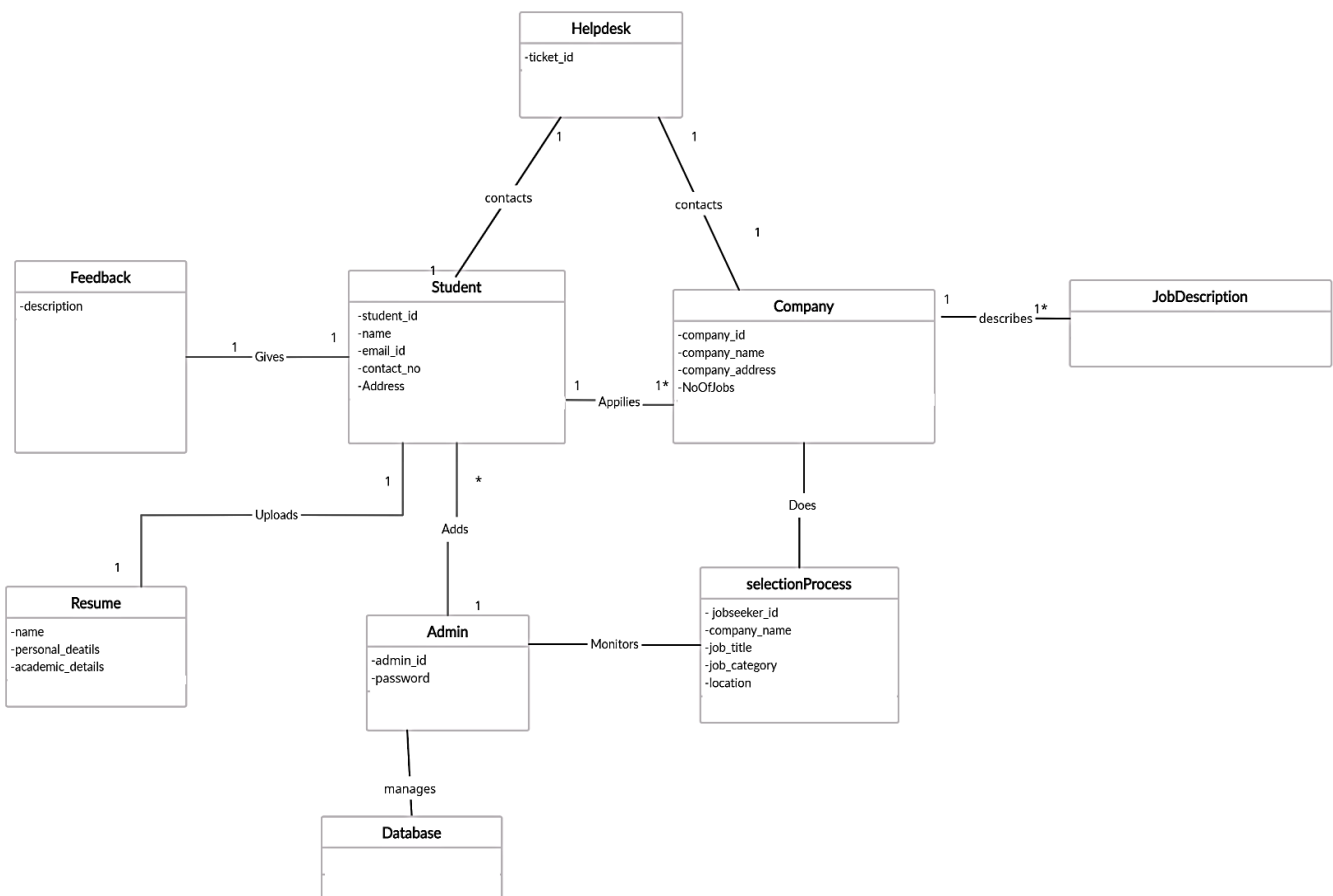 Helpdesk
-ticket_id
1
1
contacts
contacts
1
1
Feedback
-description
1
Gives
1
Student
-student_id
-name
-email_id
-contact_no
-Address
1
Appilies
1*
Company
-company_id
-company_name
-company_address
-NoOfJobs
1
describes
1*
JobDescription
1
*
Uploads
Adds
Does
1
1
Resume
-name
-personal_deatils
-academic_details
Admin
-admin_id
-password
Monitors
selectionProcess
- jobseeker_id
-company_name
-job_title
-job_category
-location
manages
Database